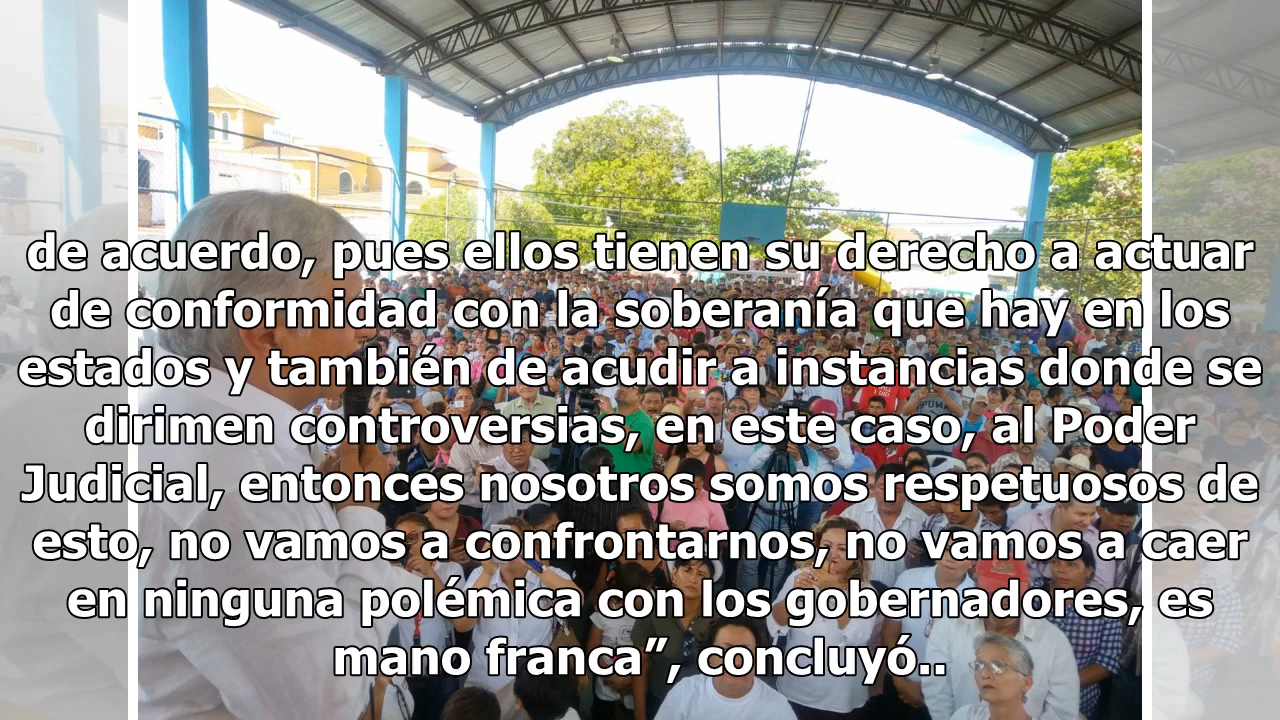 de acuerdo, pues ellos tienen su derecho a actuar
de conformidad con la soberanía que hay en los
estados y también de acudir a instancias donde se
dirimen controversias, en este caso, al Poder
Judicial, entonces nosotros somos respetuosos de
esto, no vamos a confrontarnos, no vamos a caer
en ninguna polémica con los gobernadores, es
mano franca”, concluyó..